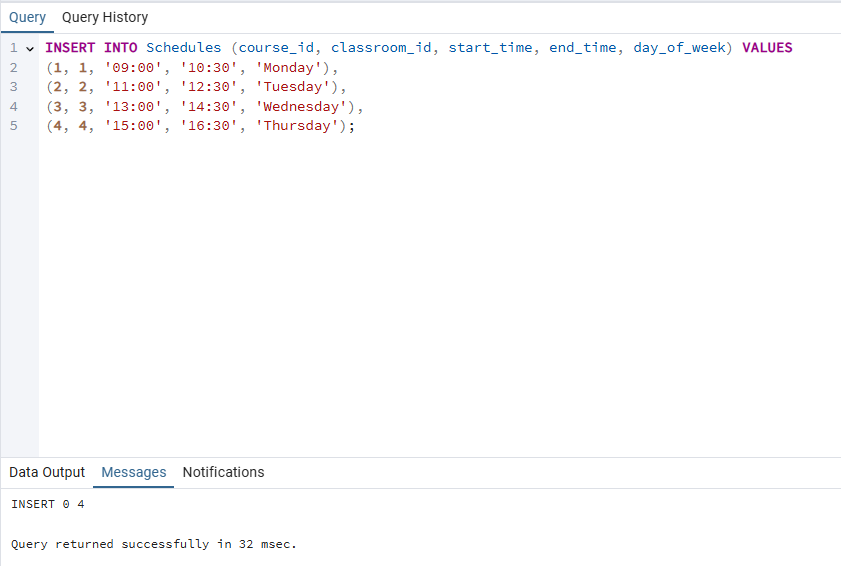 Query Query History
1 INSERT INTO Schedules (course_id, classroom_id, start_time, end_time, day_of_week) VALUES
2 (1, 1, '09:00', '10:30', 'Monday'),
3 (2, 2, '11:00', '12:30', 'Tuesday'),
4 (3, 3, '13:00', '14:30', 'Wednesday'),
5 (4, 4, '15:00', '16:30', 'Thursday');
Data Output Messages Notifications
INSERT 0 4
Query returned successfully in 32 msec.